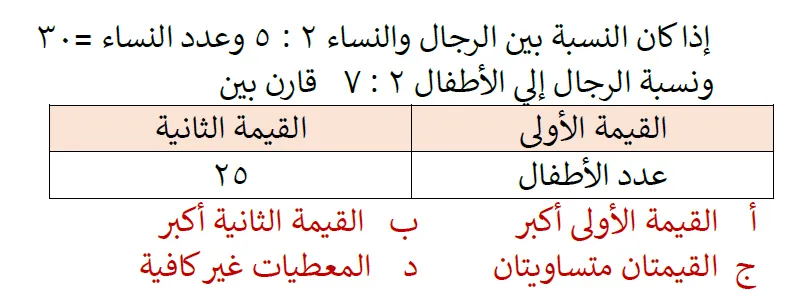 إذا كان النسبة بين الرجال والنساء ٢ : ٥ وعدد النساء =٣٠
ونسبة الرجال إلي الأطفال ٢ : ٧ قارن بين
القيمة الأولى القيمة الثانية
عدد الأطفال ٢٥
أ القيمة الأولى أكبر ب القيمة الثانية أكبر
ج القيمتان متساويتان د المعطيات غير كافية